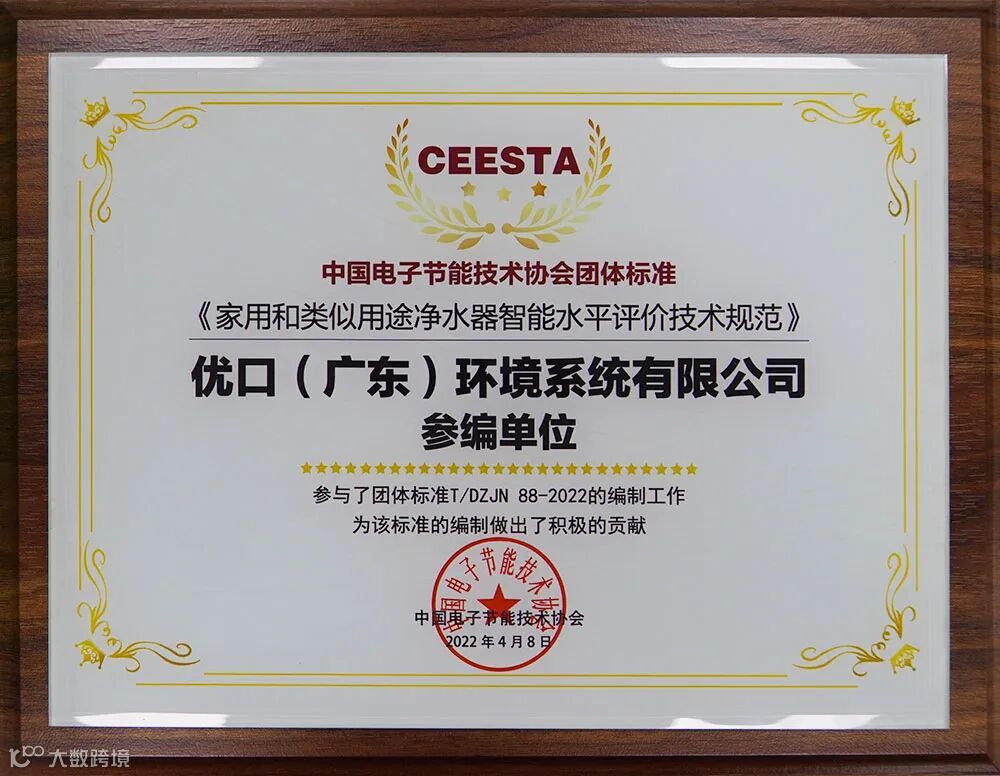 CEESTA
中国电子节能技术协会团体标准
《家用和类似用途净水器智能水平评价技术规范》
优口（广东）环境系统有限公司
参编单位
参与了团体标准T/DZJN 88-2022的编制工作
为该标准的编制做出了积极的贡献
中国电子节能技术协会
中国电子节能技术协会
2022年4月8日
大数跨境